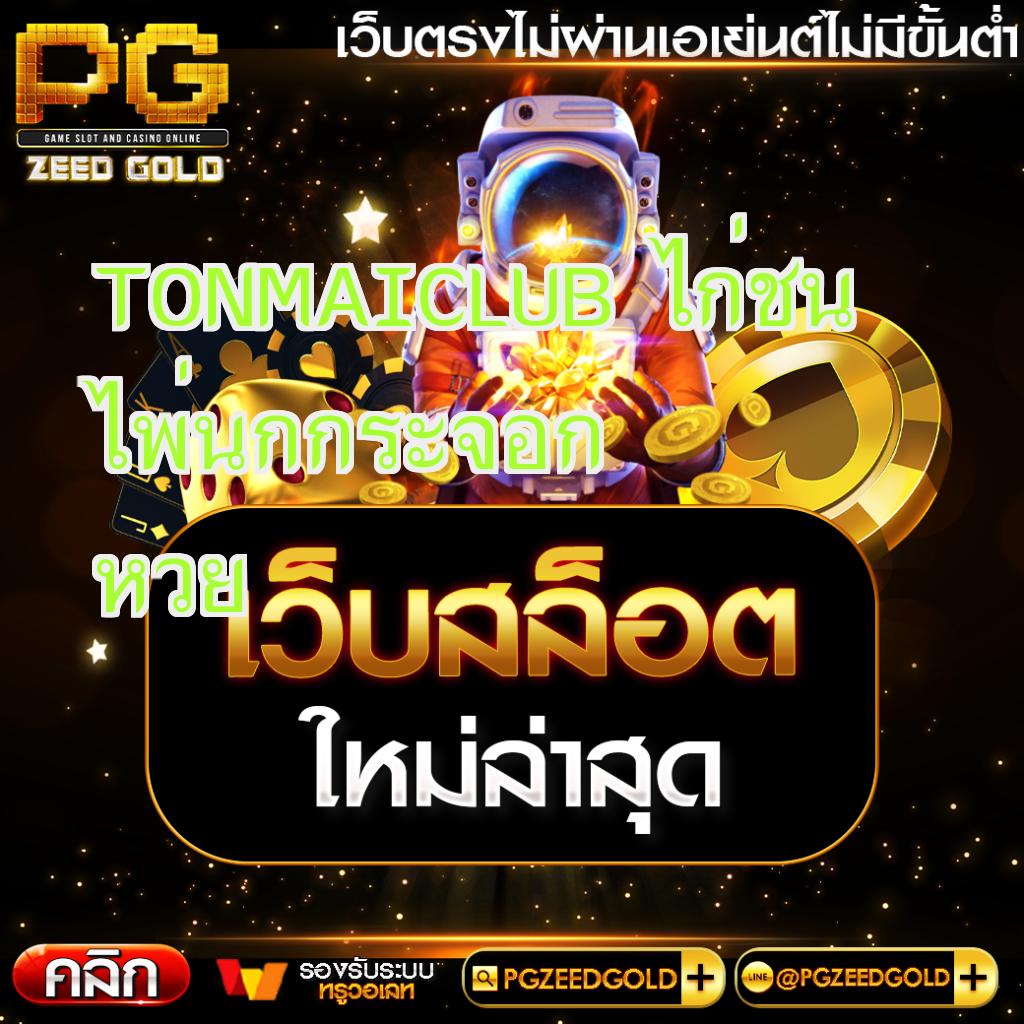 เว็บตรงไม่ผ่านเอเย่นต์ไม่มีขั้นต่ำ
PG
GAME SLOT AND CASINO ONLINE
ZEED GOLD
TONMAICLUB ไก่ชน
ไพ่นกกระจอก
หวย
เว็บสล็อต
ใหม่ล่าสุด
คลิก
รองรับระบบ
ทรูวอเลท
PGZEEDGOLD
LINE @PGZEEDGOLD